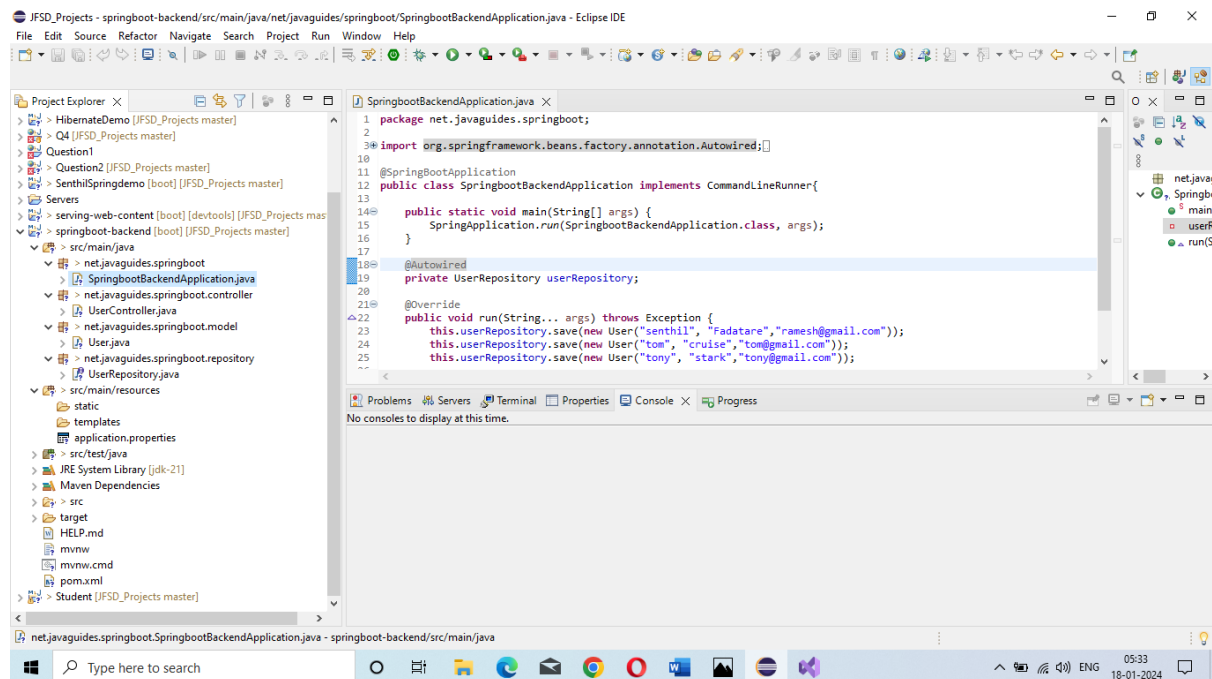 JFSD_Projects - springboot-backend/src/main/java/net/javaguides/springboot/SpringbootBackendApplication.java - Eclipse IDE
File Edit Source Refactor Navigate Search Project Run Window Help
Project Explorer
> HibernateDemo [JFSD_Projects master]
> Q4 [JFSD_Projects master]
Question1
> Question2 [JFSD_Projects master]
> SenthilSpringdemo [boot] [JFSD_Projects master]
Servers
> serving-web-content [boot] [devtools] [JFSD_Projects mas
> springboot-backend [boot] [JFSD_Projects master]
> src/main/java
> net.javaguides.springboot
SpringbootBackendApplication.java
> net.javaguides.springboot.controller
UserController.java
> net.javaguides.springboot.model
User.java
> net.javaguides.springboot.repository
UserRepository.java
> src/main/resources
static
templates
application.properties
> src/test/java
JRE System Library [jdk-21]
Maven Dependencies
> src
target
HELP.md
mvnw
mvnw.cmd
pom.xml
> Student [JFSD_Projects master]
SpringbootBackendApplication.java
1 package net.javaguides.springboot;
2
3 import org.springframework.beans.factory.annotation.Autowired;
10
11 @SpringBootApplication
12 public class SpringbootBackendApplication implements CommandLineRunner{
13
14 public static void main(String[] args) {
15 SpringApplication.run(SpringbootBackendApplication.class, args);
16 }
17
18 @Autowired
19 private UserRepository userRepository;
20
21 @Override
22 public void run(String... args) throws Exception {
23 this.userRepository.save(new User("senthil", "Fadatare","ramesh@gmail.com"));
24 this.userRepository.save(new User("tom", "cruise","tom@gmail.com"));
25 this.userRepository.save(new User("tony", "stark","tony@gmail.com"));
O
net.java
Springb
S main
userR
run(S
Problems Servers Terminal Properties Console Progress
No consoles to display at this time.
net.javaguides.springboot.SpringbootBackendApplication.java - springboot-backend/src/main/java
Type here to search
ENG
05:33
18-01-2024